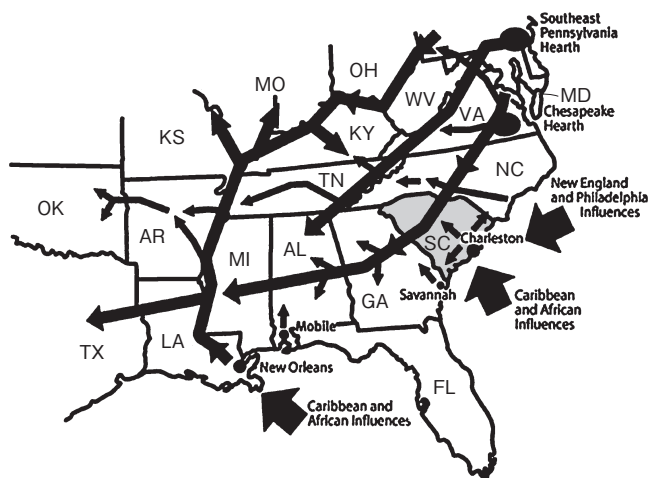 Southeast
Pennsylvania
Hearth
OH
MO
WV
MD
Chesapeake
Hearth
VA
KS
KY
NC
TN
New England
and Philadelphia
Influences
OK
AR
MI
AL
SC
Charleston
GA
Savannah
Caribbean
and African
Influences
Mobile
TX
LA
New Orleans
FL
Caribbean and
African Influences